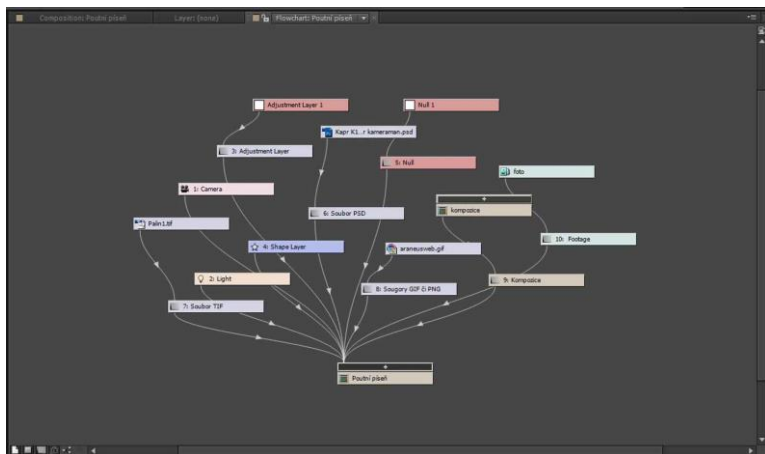 Composition: Poutní píseň
Layer: (none)
Flowchart: Poutní píseň
Adjustment Layer 1
Null 1
Kapr K1...r kameraman.psd
3: Adjustment Layer
5: Null
foto
1: Camera
kompozice
6: Soubor PSD
Palin1.tif
10: Footage
4: Shape Layer
araneusweb.gif
2: Light
9: Kompozice
8: Sougory GIF či PNG
7: Soubor TIF
Poutní píseň